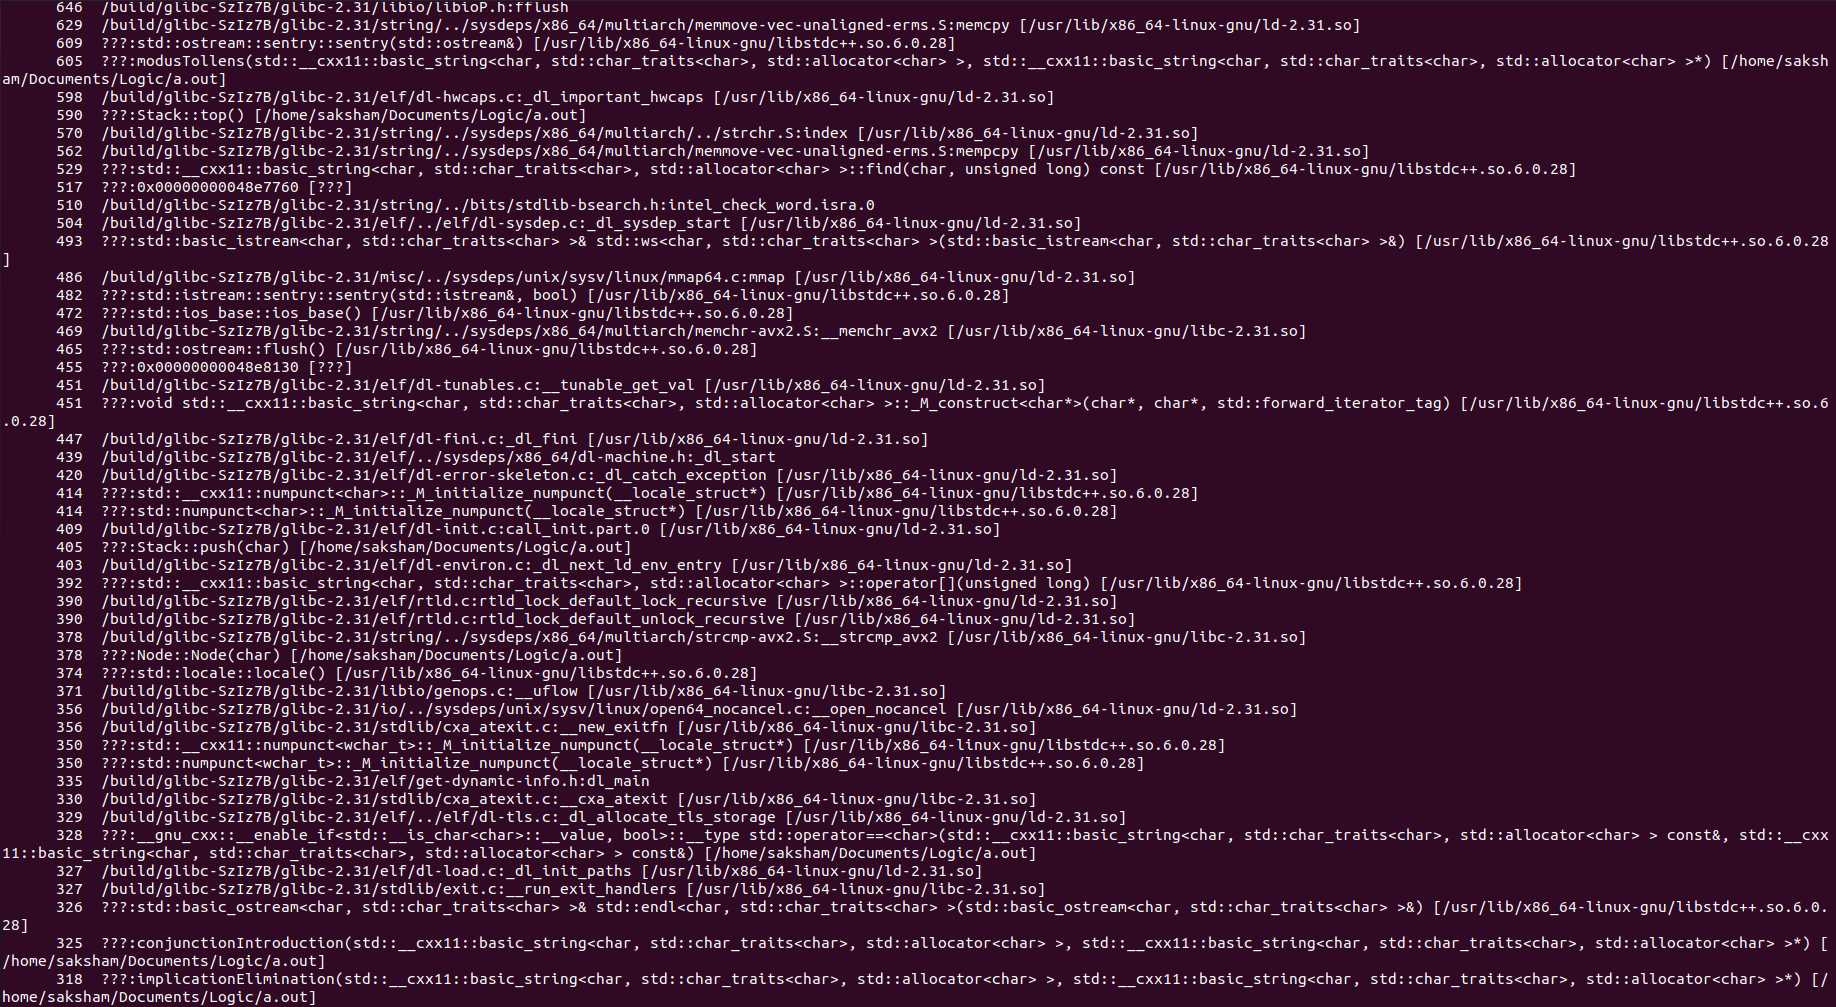 646  /build/glibc-SzIz7B/glibc-2.31/libio/libioP.h:fflush
629  /build/glibc-SzIz7B/glibc-2.31/string/../sysdeps/x86_64/multiarch/memmove-vec-unaligned-erms.S:memcpy [/usr/lib/x86_64-linux-gnu/ld-2.31.so]
609  ???:std::ostream::sentry::sentry(std::ostream&) [/usr/lib/x86_64-linux-gnu/libstdc++.so.6.0.28]
605  ???:modusTollens(std::__cxx11::basic_string<char, std::char_traits<char>, std::allocator<char> >, std::__cxx11::basic_string<char, std::char_traits<char>, std::allocator<char> >*) [/home/saksh
am/Documents/Logic/a.out]
598  /build/glibc-SzIz7B/glibc-2.31/elf/dl-hwcaps.c:_dl_important_hwcaps [/usr/lib/x86_64-linux-gnu/ld-2.31.so]
590  ???:Stack::top() [/home/saksham/Documents/Logic/a.out]
570  /build/glibc-SzIz7B/glibc-2.31/string/../sysdeps/x86_64/multiarch/../strchr.S:index [/usr/lib/x86_64-linux-gnu/ld-2.31.so]
562  /build/glibc-SzIz7B/glibc-2.31/string/../sysdeps/x86_64/multiarch/memmove-vec-unaligned-erms.S:mempcpy [/usr/lib/x86_64-linux-gnu/ld-2.31.so]
529  ???:std::__cxx11::basic_string<char, std::char_traits<char>, std::allocator<char> >::find(char, unsigned long) const [/usr/lib/x86_64-linux-gnu/libstdc++.so.6.0.28]
517  ???:0x00000000048e7760 [???]
510  /build/glibc-SzIz7B/glibc-2.31/string/../bits/stdlib-bsearch.h:intel_check_word.isra.0
504  /build/glibc-SzIz7B/glibc-2.31/elf/../elf/dl-sysdep.c:_dl_sysdep_start [/usr/lib/x86_64-linux-gnu/ld-2.31.so]
493  ???:std::basic_istream<char, std::char_traits<char> >& std::ws<char, std::char_traits<char> >(std::basic_istream<char, std::char_traits<char> >&) [/usr/lib/x86_64-linux-gnu/libstdc++.so.6.0.28
]
486  /build/glibc-SzIz7B/glibc-2.31/misc/../sysdeps/unix/sysv/linux/mmap64.c:mmap [/usr/lib/x86_64-linux-gnu/ld-2.31.so]
482  ???:std::istream::sentry::sentry(std::istream&, bool) [/usr/lib/x86_64-linux-gnu/libstdc++.so.6.0.28]
472  ???:std::ios_base::ios_base() [/usr/lib/x86_64-linux-gnu/libstdc++.so.6.0.28]
469  /build/glibc-SzIz7B/glibc-2.31/string/../sysdeps/x86_64/multiarch/memchr-avx2.S:__memchr_avx2 [/usr/lib/x86_64-linux-gnu/libc-2.31.so]
465  ???:std::ostream::flush() [/usr/lib/x86_64-linux-gnu/libstdc++.so.6.0.28]
455  ???:0x00000000048e8130 [???]
451  /build/glibc-SzIz7B/glibc-2.31/elf/dl-tunables.c:__tunable_get_val [/usr/lib/x86_64-linux-gnu/ld-2.31.so]
451  ???:void std::__cxx11::basic_string<char, std::char_traits<char>, std::allocator<char> >::_M_construct<char*>(char*, char*, std::forward_iterator_tag) [/usr/lib/x86_64-linux-gnu/libstdc++.so.6
.0.28]
447  /build/glibc-SzIz7B/glibc-2.31/elf/dl-fini.c:_dl_fini [/usr/lib/x86_64-linux-gnu/ld-2.31.so]
439  /build/glibc-SzIz7B/glibc-2.31/elf/../sysdeps/x86_64/dl-machine.h:_dl_start
420  /build/glibc-SzIz7B/glibc-2.31/elf/dl-error-skeleton.c:_dl_catch_exception [/usr/lib/x86_64-linux-gnu/ld-2.31.so]
414  ???:std::__cxx11::numpunct<char>::_M_initialize_numpunct(__locale_struct*) [/usr/lib/x86_64-linux-gnu/libstdc++.so.6.0.28]
414  ???:std::numpunct<char>::_M_initialize_numpunct(__locale_struct*) [/usr/lib/x86_64-linux-gnu/libstdc++.so.6.0.28]
409  /build/glibc-SzIz7B/glibc-2.31/elf/dl-init.c:call_init.part.0 [/usr/lib/x86_64-linux-gnu/ld-2.31.so]
405  ???:Stack::push(char) [/home/saksham/Documents/Logic/a.out]
403  /build/glibc-SzIz7B/glibc-2.31/elf/dl-environ.c:_dl_next_ld_env_entry [/usr/lib/x86_64-linux-gnu/ld-2.31.so]
392  ???:std::__cxx11::basic_string<char, std::char_traits<char>, std::allocator<char> >::operator[](unsigned long) [/usr/lib/x86_64-linux-gnu/libstdc++.so.6.0.28]
390  /build/glibc-SzIz7B/glibc-2.31/elf/rtld.c:rtld_lock_default_lock_recursive [/usr/lib/x86_64-linux-gnu/ld-2.31.so]
390  /build/glibc-SzIz7B/glibc-2.31/elf/rtld.c:rtld_lock_default_unlock_recursive [/usr/lib/x86_64-linux-gnu/ld-2.31.so]
378  /build/glibc-SzIz7B/glibc-2.31/string/../sysdeps/x86_64/multiarch/strcmp-avx2.S:__strcmp_avx2 [/usr/lib/x86_64-linux-gnu/libc-2.31.so]
378  ???:Node::Node(char) [/home/saksham/Documents/Logic/a.out]
374  ???:std::locale::locale() [/usr/lib/x86_64-linux-gnu/libstdc++.so.6.0.28]
371  /build/glibc-SzIz7B/glibc-2.31/libio/genops.c:__uflow [/usr/lib/x86_64-linux-gnu/libc-2.31.so]
356  /build/glibc-SzIz7B/glibc-2.31/io/../sysdeps/unix/sysv/linux/open64_nocancel.c:__open_nocancel [/usr/lib/x86_64-linux-gnu/ld-2.31.so]
356  /build/glibc-SzIz7B/glibc-2.31/stdlib/cxa_atexit.c:__new_exitfn [/usr/lib/x86_64-linux-gnu/libc-2.31.so]
350  ???:std::__cxx11::numpunct<wchar_t>::_M_initialize_numpunct(__locale_struct*) [/usr/lib/x86_64-linux-gnu/libstdc++.so.6.0.28]
350  ???:std::numpunct<wchar_t>::_M_initialize_numpunct(__locale_struct*) [/usr/lib/x86_64-linux-gnu/libstdc++.so.6.0.28]
335  /build/glibc-SzIz7B/glibc-2.31/elf/get-dynamic-info.h:dl_main
330  /build/glibc-SzIz7B/glibc-2.31/stdlib/cxa_atexit.c:__cxa_atexit [/usr/lib/x86_64-linux-gnu/libc-2.31.so]
329  /build/glibc-SzIz7B/glibc-2.31/elf/../elf/dl-tls.c:_dl_allocate_tls_storage [/usr/lib/x86_64-linux-gnu/ld-2.31.so]
328  ???:__gnu_cxx::__enable_if<std::__is_char<char>::__value, bool>::__type std::operator==<char>(std::__cxx11::basic_string<char, std::char_traits<char>, std::allocator<char> > const&, std::__cxx
11::basic_string<char, std::char_traits<char>, std::allocator<char> > const&) [/home/saksham/Documents/Logic/a.out]
327  /build/glibc-SzIz7B/glibc-2.31/elf/dl-load.c:_dl_init_paths [/usr/lib/x86_64-linux-gnu/ld-2.31.so]
327  /build/glibc-SzIz7B/glibc-2.31/stdlib/exit.c:__run_exit_handlers [/usr/lib/x86_64-linux-gnu/libc-2.31.so]
326  ???:std::basic_ostream<char, std::char_traits<char> >& std::endl<char, std::char_traits<char> >(std::basic_ostream<char, std::char_traits<char> >&) [/usr/lib/x86_64-linux-gnu/libstdc++.so.6.0.
28]
325  ???:conjunctionIntroduction(std::__cxx11::basic_string<char, std::char_traits<char>, std::allocator<char> >, std::__cxx11::basic_string<char, std::char_traits<char>, std::allocator<char> >*) [
/home/saksham/Documents/Logic/a.out]
318  ???:implicationElimination(std::__cxx11::basic_string<char, std::char_traits<char>, std::allocator<char> >, std::__cxx11::basic_string<char, std::char_traits<char>, std::allocator<char> >*) [/
home/saksham/Documents/Logic/a.out]